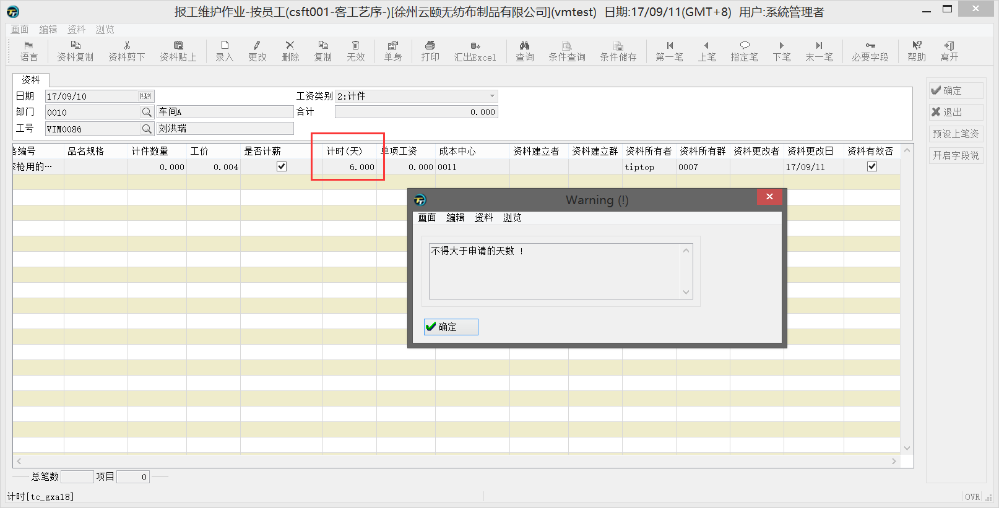 报工维护作业-按员工(csft001-客工艺序-)[徐州云颐无纺布制品有限公司](vmtest) 日期:17/09/11(GMT+8) 用户:系統管理者
画面 编辑 资料 浏览
语言 资料复制 资料剪下 资料贴上 录入 更改 删除 复制 无效 单身 打印 汇出Excel 查询 条件查询 条件储存 第一笔 上笔 指定笔 下笔 末一笔 必要字段 帮助 离开
资料
日期 17/09/10 工资类别 2:计件
部门 0010 车间A 合计 0.000
工号 VIM0086 刘洪瑞
确定
退出
预设上笔资
开启字段说
格编号 品名规格 计件数量 工价 是否计薪 计时(天) 单项工资 成本中心 资料建立者 资料建立群 资料所有者 资料所有群 资料更改者 资料更改日 资料有效否
枪用的… 0.000 0.004 6.000 0.000 0011 tiptop 0007 17/09/11
Warning (!)
画面 编辑 资料 浏览
不得大于申请的天数 !
确定
总笔数 项目 0
计时[tc_gxa18] OVR